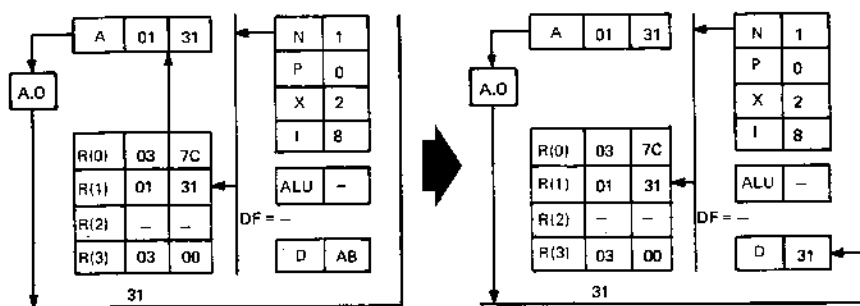 A 01 31
N 1
P 0
X 2
I 8
A.0
R(0) 03 7C
R(1) 01 31
R(2) – –
R(3) 03 00
ALU –
DF = –
D AB
31
A 01 31
N 1
P 0
X 2
I 8
A.0
R(0) 03 7C
R(1) 01 31
R(2) – –
R(3) 03 00
ALU –
DF = –
D 31
31